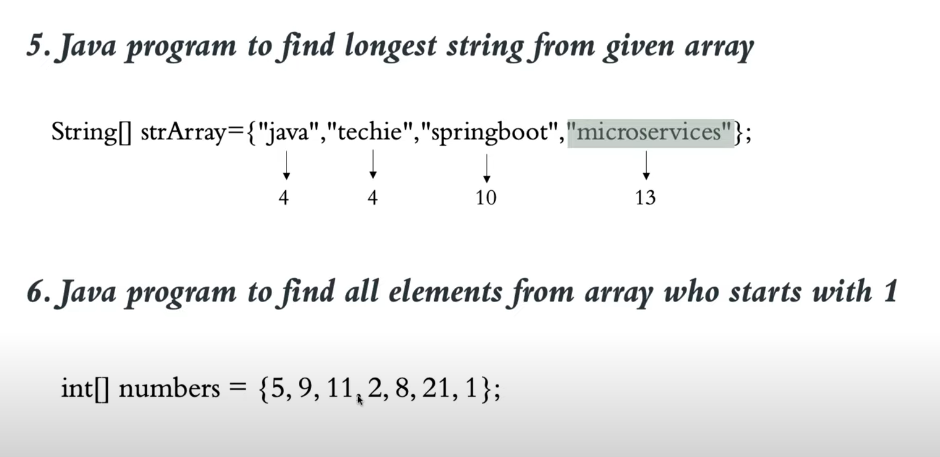 5. Java program to find longest string from given array
String[] strArray={"java","techie","springboot","microservices"};
4 4 10 13
6. Java program to find all elements from array who starts with 1
int[] numbers = {5, 9, 11, 2, 8, 21, 1};